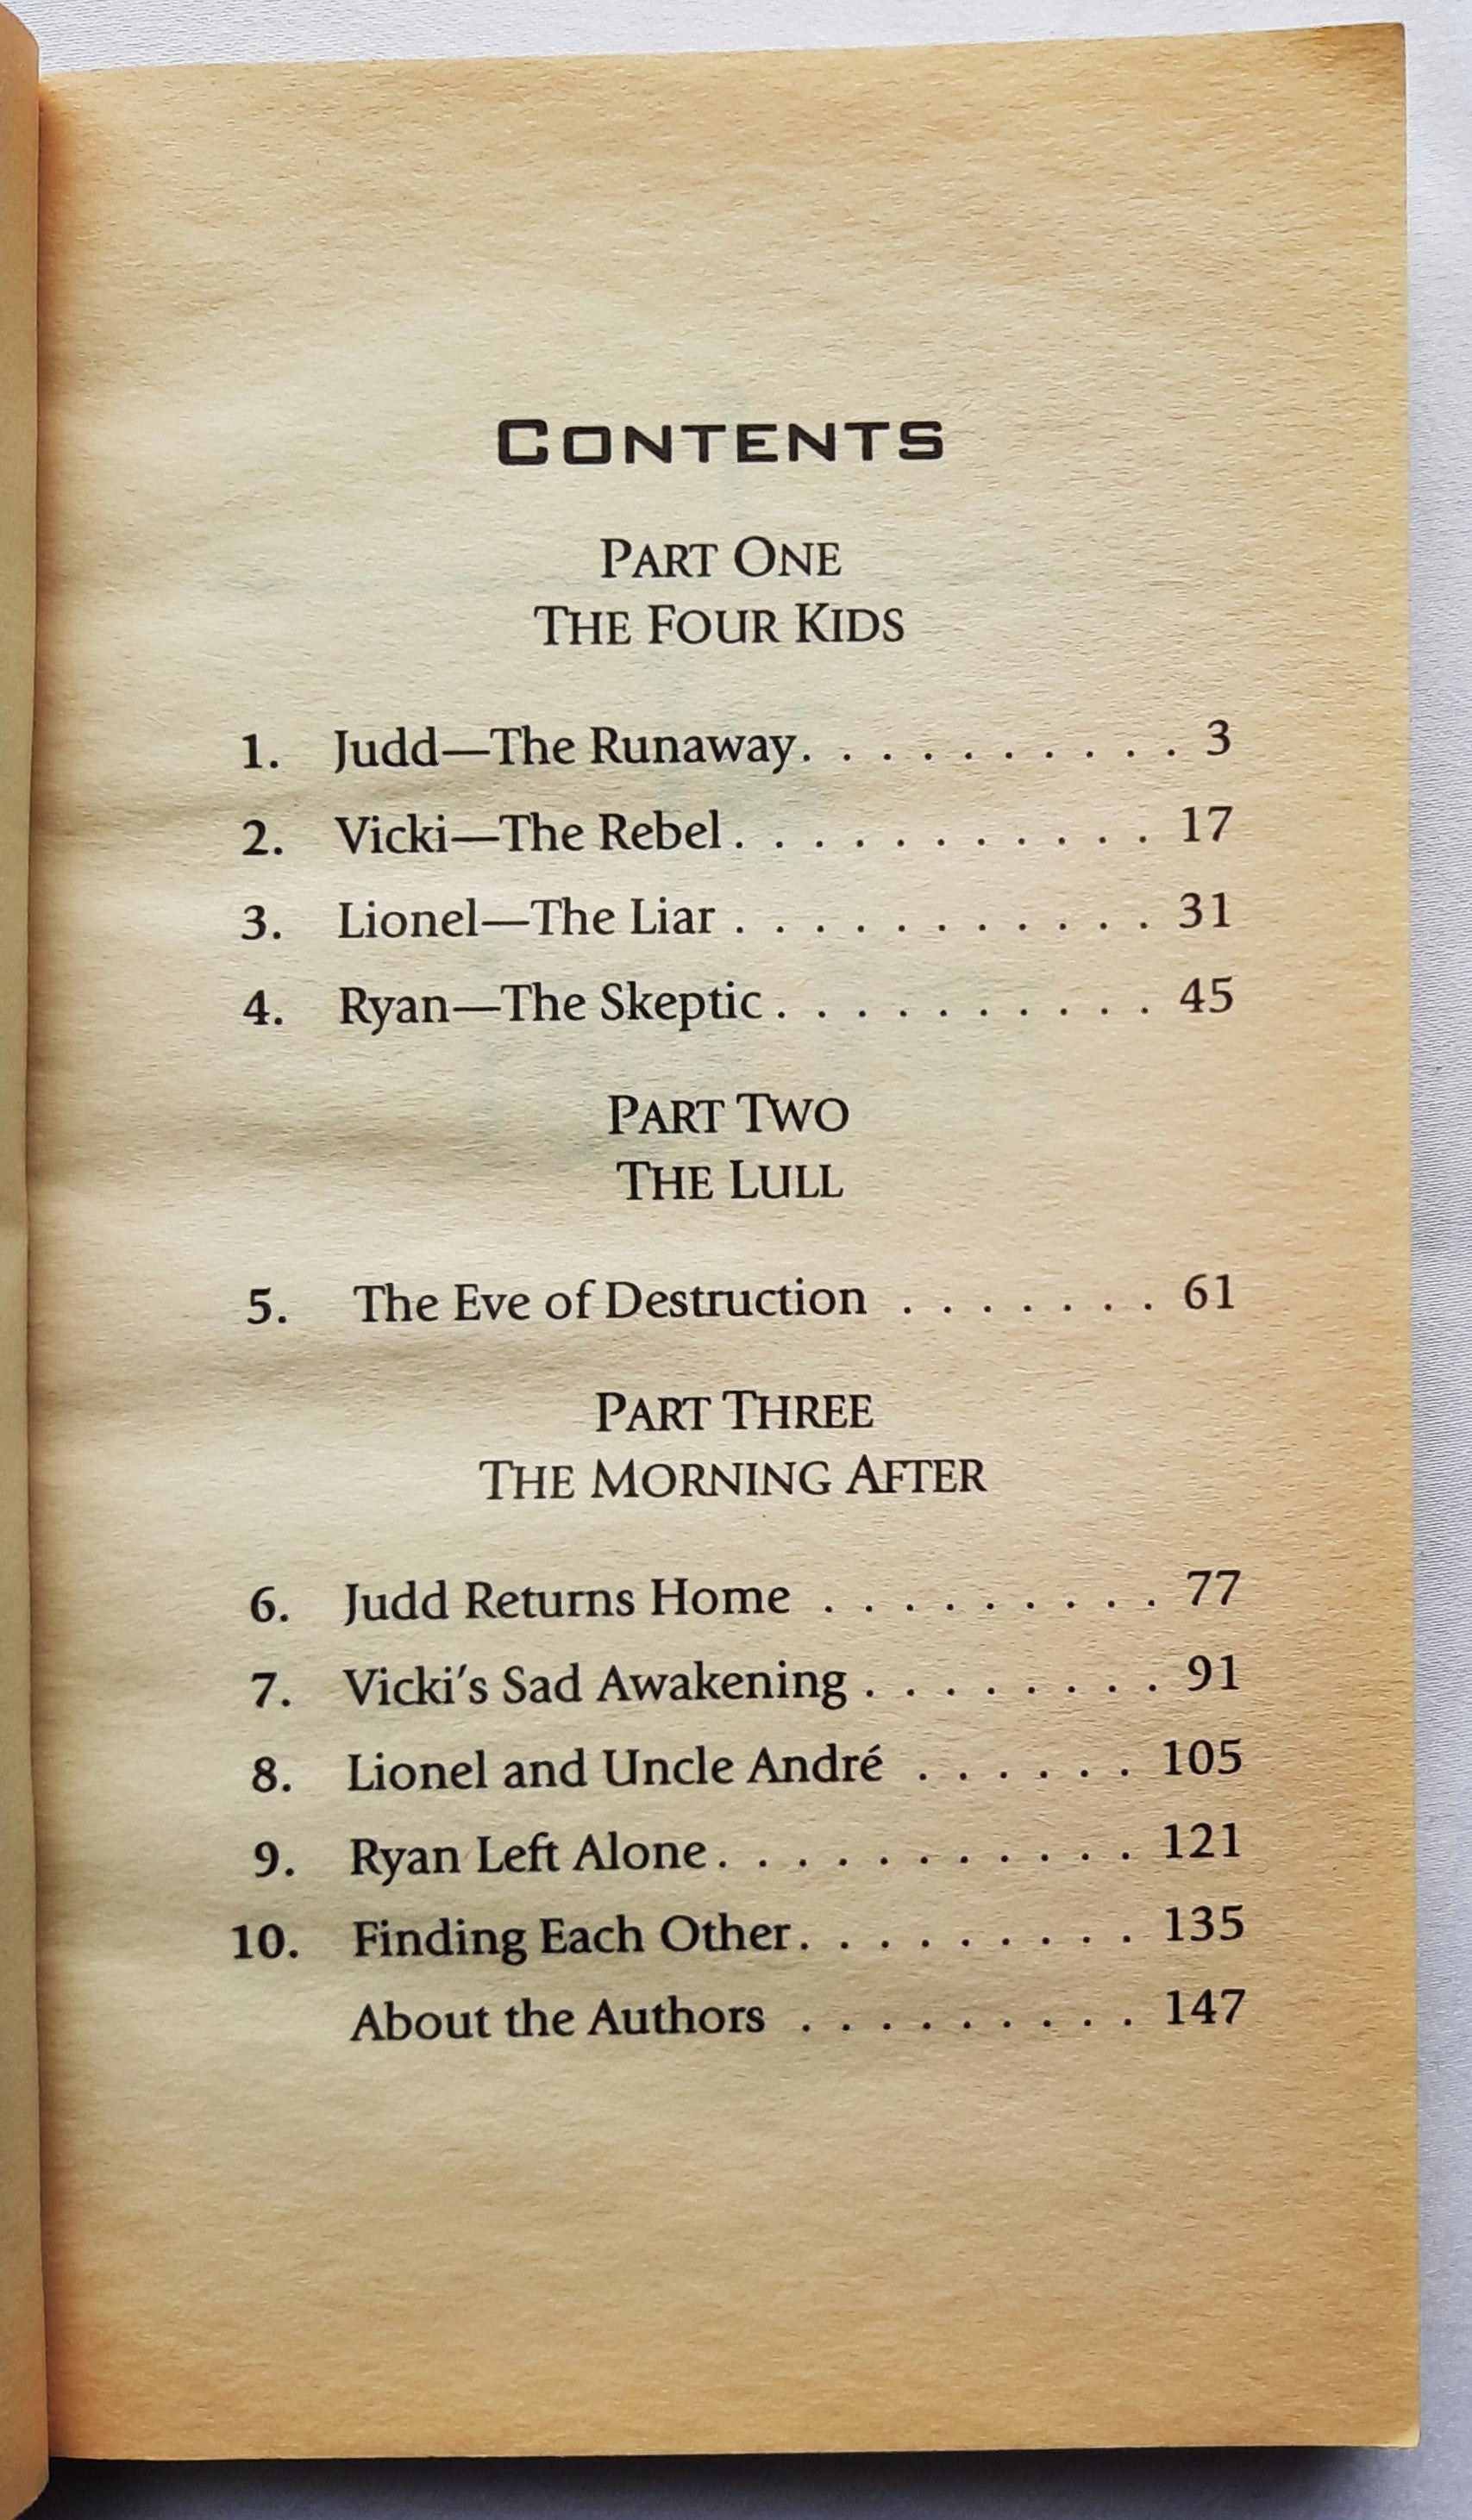 CONTENTS
PART ONE
THE FOUR KIDS
1. Judd—The Runaway. . . . . . . . . . 3
2. Vicki—The Rebel. . . . . . . . . . . 17
3. Lionel—The Liar . . . . . . . . . . . 31
4. Ryan—The Skeptic. . . . . . . . . . 45
PART TWO
THE LULL
5. The Eve of Destruction . . . . . . . 61
PART THREE
THE MORNING AFTER
6. Judd Returns Home . . . . . . . . . 77
7. Vicki's Sad Awakening . . . . . . . . 91
8. Lionel and Uncle André . . . . . . 105
9. Ryan Left Alone. . . . . . . . . . . 121
10. Finding Each Other. . . . . . . . . 135
About the Authors . . . . . . . . . 147